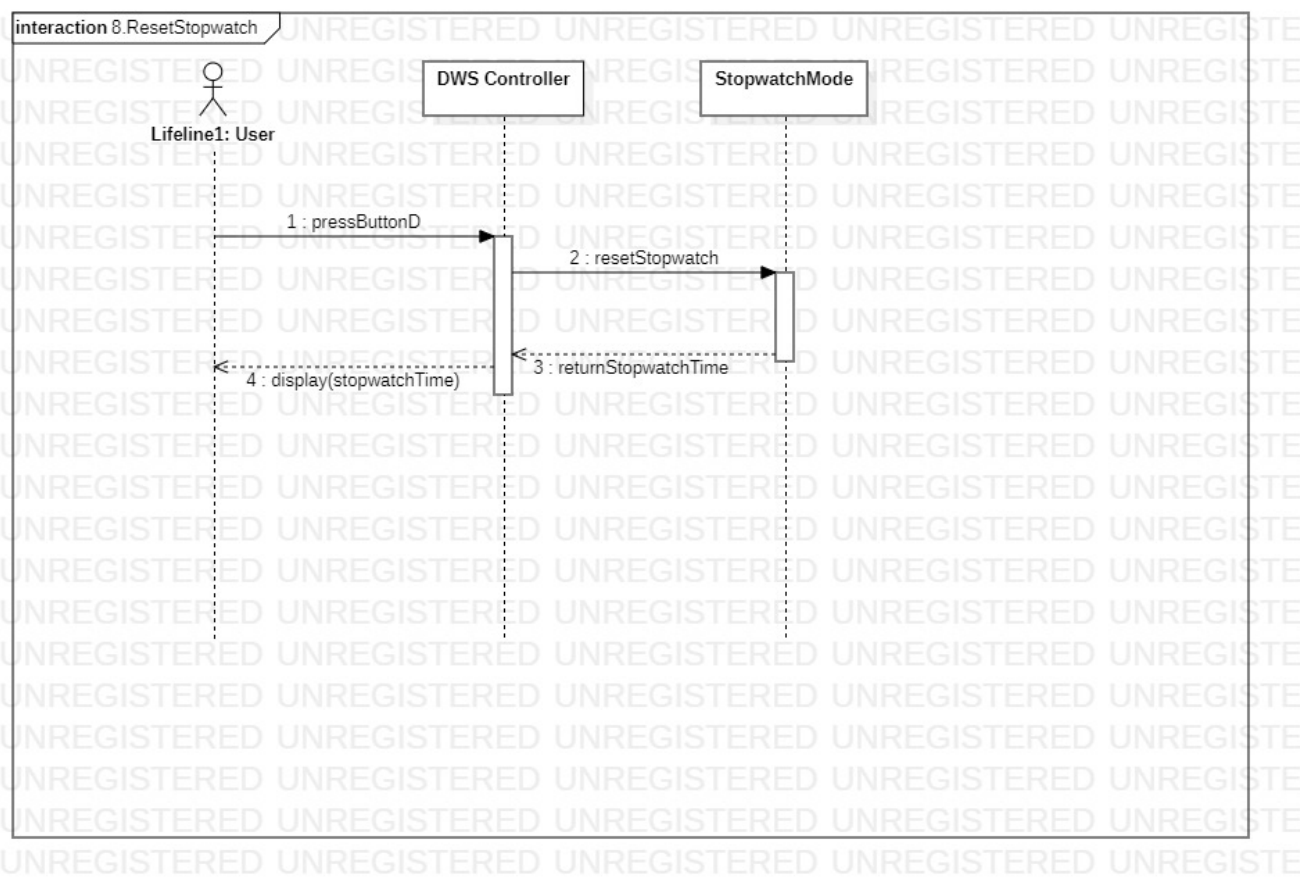 interaction 8.ResetStopwatch
Lifeline1: User
DWS Controller
StopwatchMode
1 : pressButtonD
2 : resetStopwatch
3 : returnStopwatchTime
4 : display(stopwatchTime)
UNREGISTERED UNREGISTERED UNREGISTERED UNREGISTERED UNREGISTE